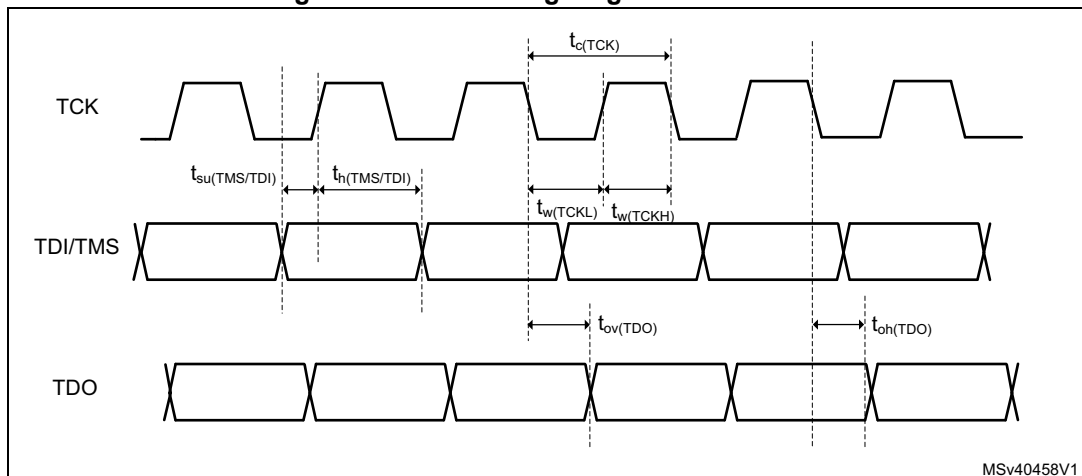 t_c(TCK)
TCK
t_su(TMS/TDI) t_h(TMS/TDI)
t_w(TCKL) t_w(TCKH)
TDI/TMS
t_ov(TDO) t_oh(TDO)
TDO
MSv40458V1